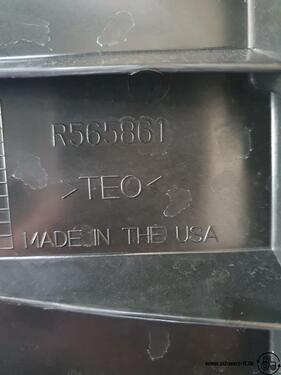 R565861
>TEO<
MADE IN THE USA